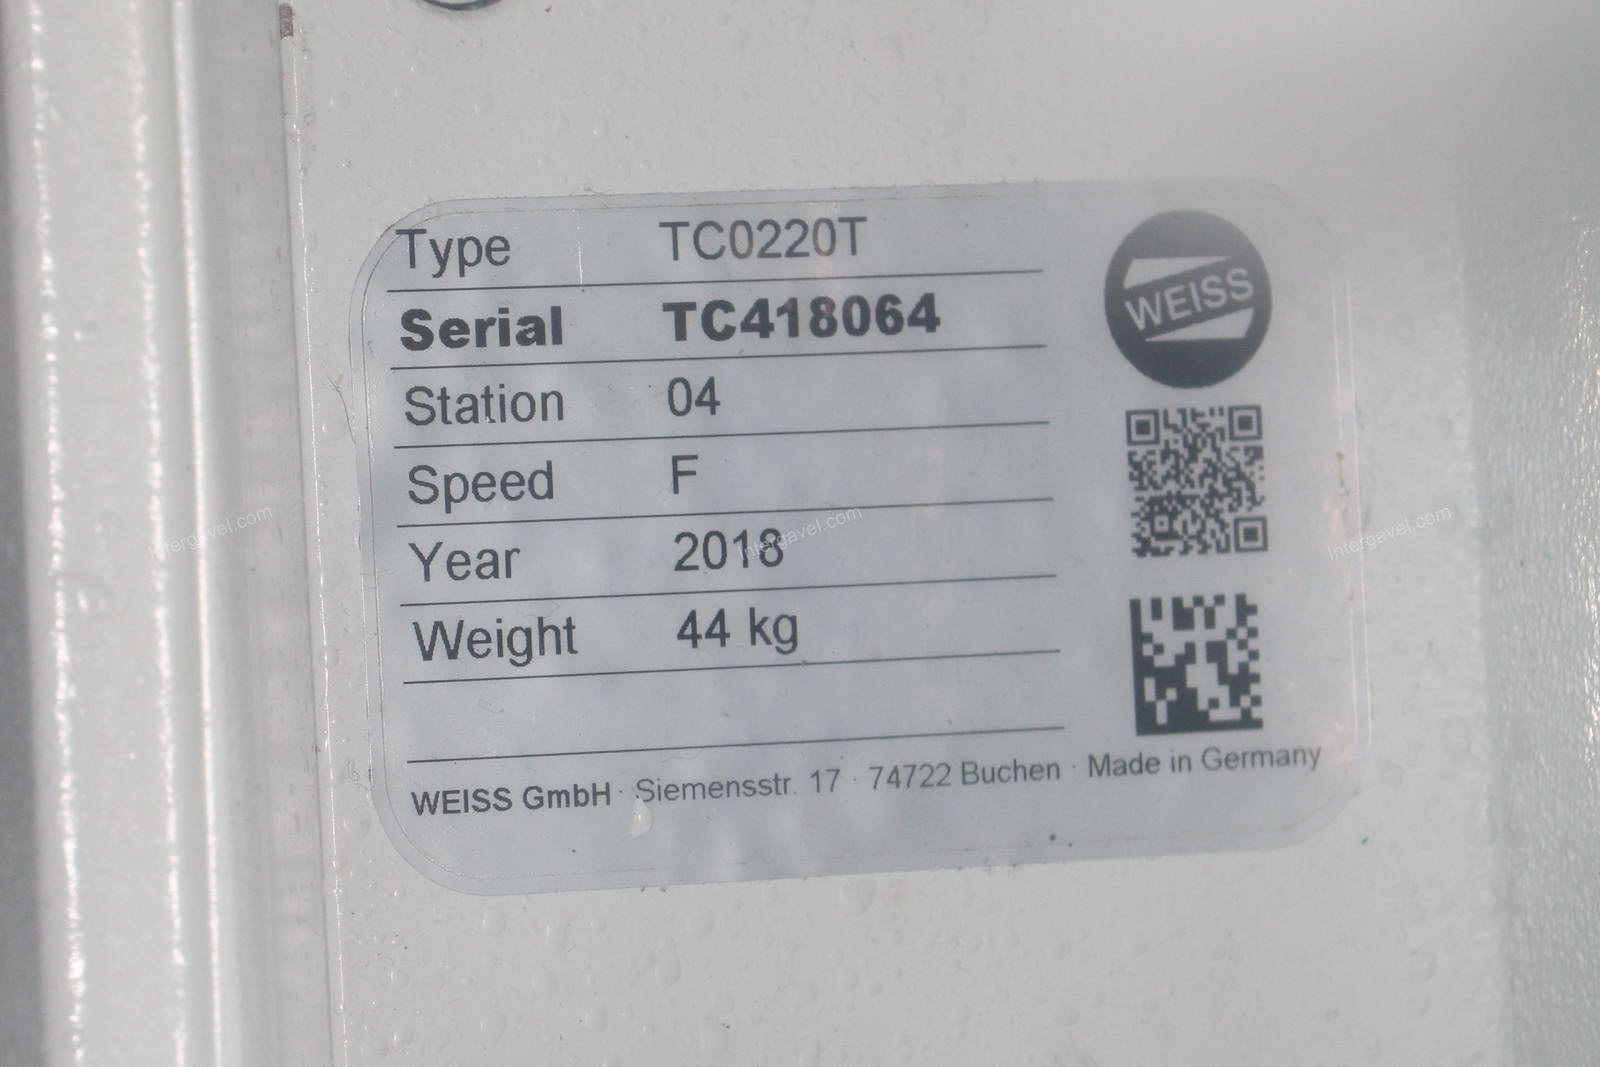 Type TC0220T
WEISS
Serial TC418064
Station 04
Speed F
Year 2018
Weight 44 kg
WEISS GmbH · Siemensstr. 17 · 74722 Buchen · Made in Germany
Intergavel.com
Intergavel.com
Intergavel.com